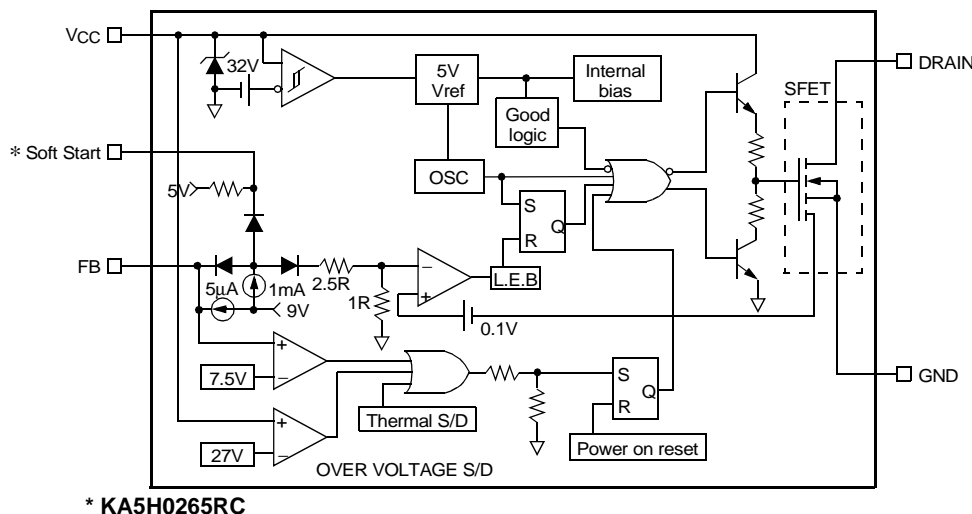 VCC
DRAIN
32V
5V
Vref
Internal
bias
SFET
Good
logic
* Soft Start
5V
OSC
S
R
Q
FB
5μA
1mA
9V
2.5R
1R
−
+
L.E.B
0.1V
+
7.5V
−
S
R
Q
GND
Thermal S/D
+
27V
−
Power on reset
OVER VOLTAGE S/D
* KA5H0265RC